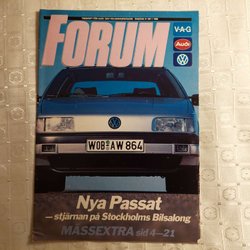 FORUM
V·A·G
Audi
WOB AW 864
Nya Passat
— stjärnan på Stockholms Bilsalong
MÄSSEXTRA sid 4—21